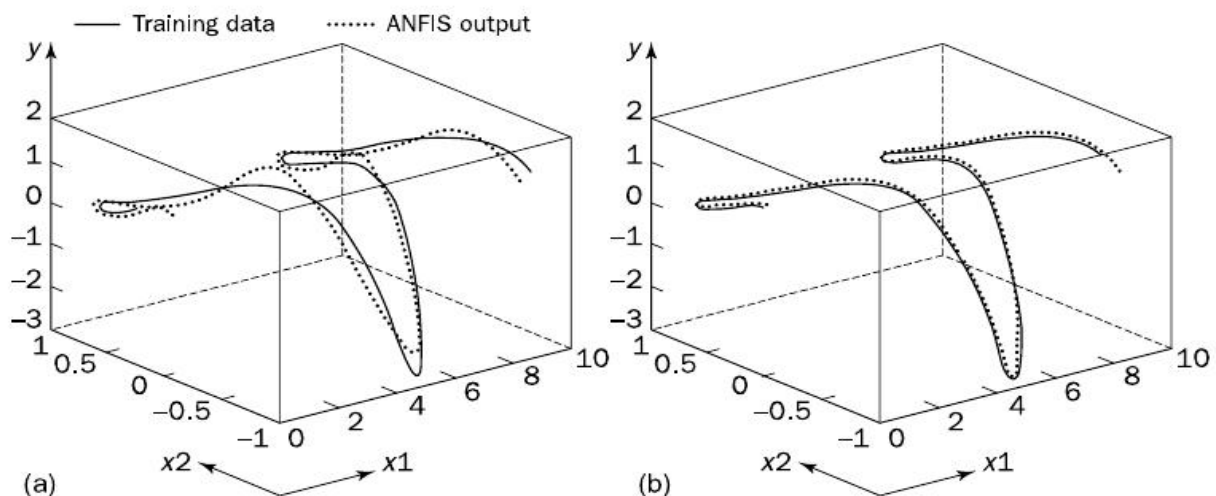 Training data ANFIS output
y y
2 2
1 1
0 0
−1 −1
−2 −2
−3 −3
1 0.5 0 −0.5 −1 0 2 4 6 8 10
1 0.5 0 −0.5 −1 0 2 4 6 8 10
x2 x1 x2 x1
(a) (b)